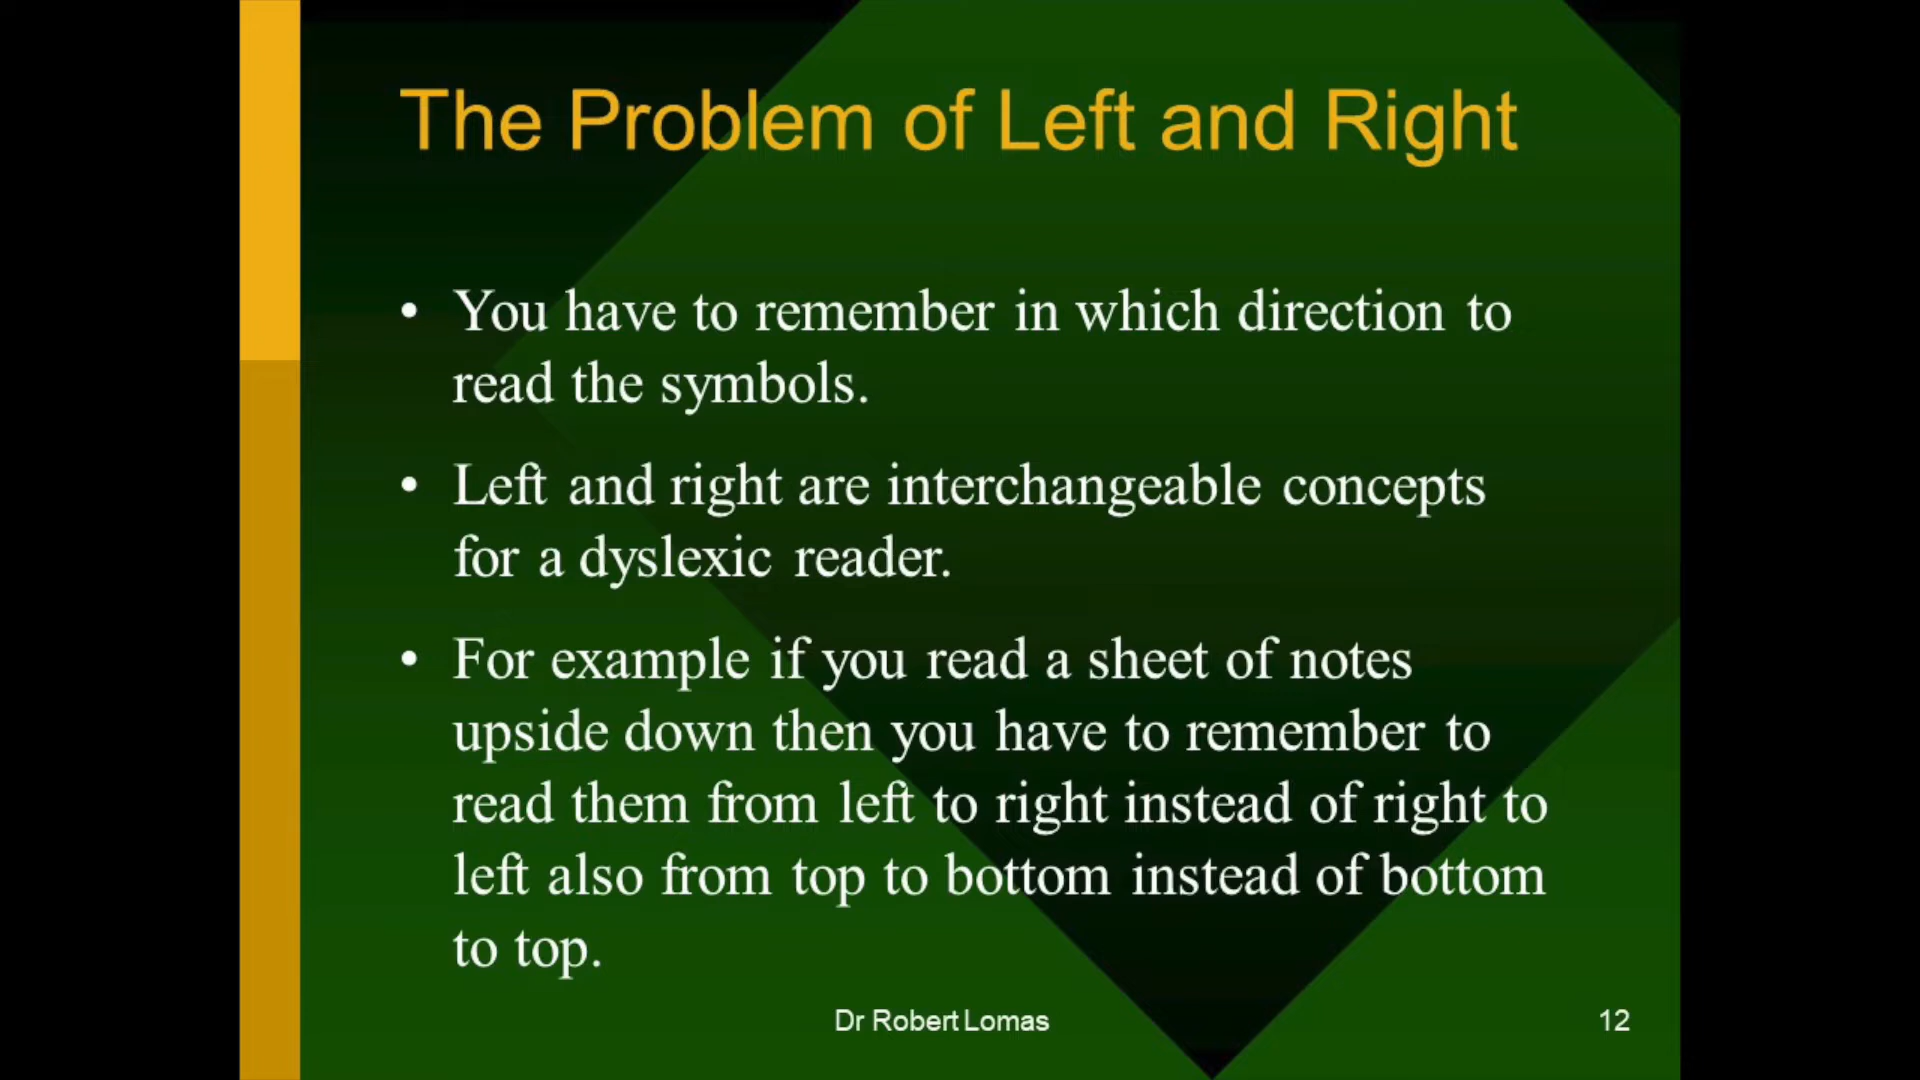 The Problem of Left and Right
• You have to remember in which direction to
read the symbols.
• Left and right are interchangeable concepts
for a dyslexic reader.
• For example if you read a sheet of notes
upside down then you have to remember to
read them from left to right instead of right to
left also from top to bottom instead of bottom
to top.
Dr Robert Lomas
12